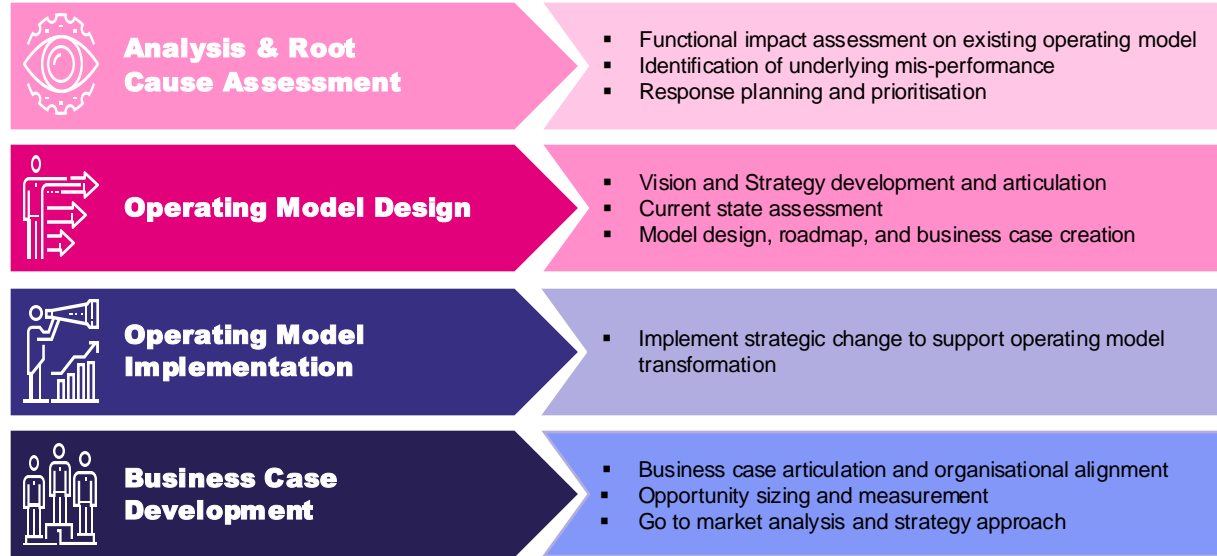 Analysis & Root
Cause Assessment
▪ Functional impact assessment on existing operating model
▪ Identification of underlying mis-performance
▪ Response planning and prioritisation
Operating Model Design
▪ Vision and Strategy development and articulation
▪ Current state assessment
▪ Model design, roadmap, and business case creation
Operating Model
Implementation
▪ Implement strategic change to support operating model
transformation
Business Case
Development
▪ Business case articulation and organisational alignment
▪ Opportunity sizing and measurement
▪ Go to market analysis and strategy approach